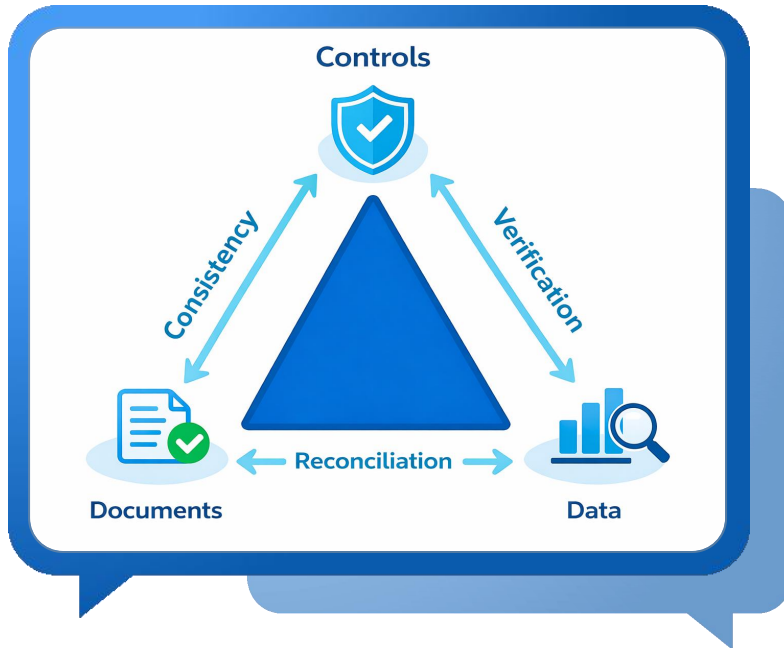 Controls
Consistency
Verification
Reconciliation
Documents
Data